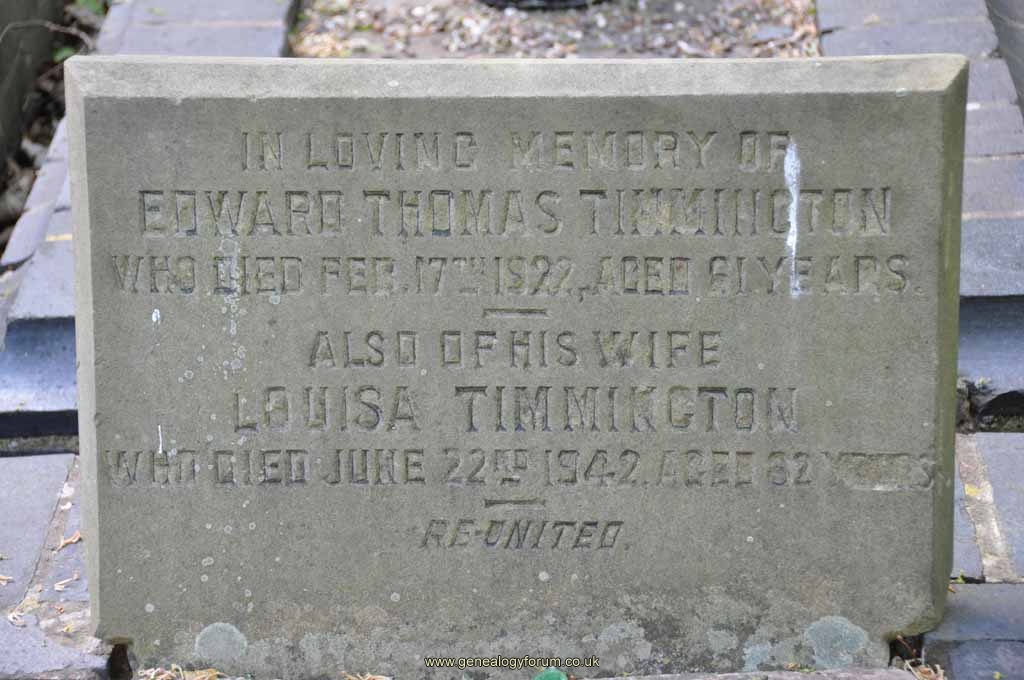 IN LOVING MEMORY OF
EDWARD THOMAS TIMMINGTON
WHO DIED FEB. 17TH 1922, AGED 61 YEARS.
ALSO OF HIS WIFE
LOUISA TIMMINGTON
WHO DIED JUNE 22ND 1942. AGED 82 YEARS
RE-UNITED.
www.genealogyforum.co.uk